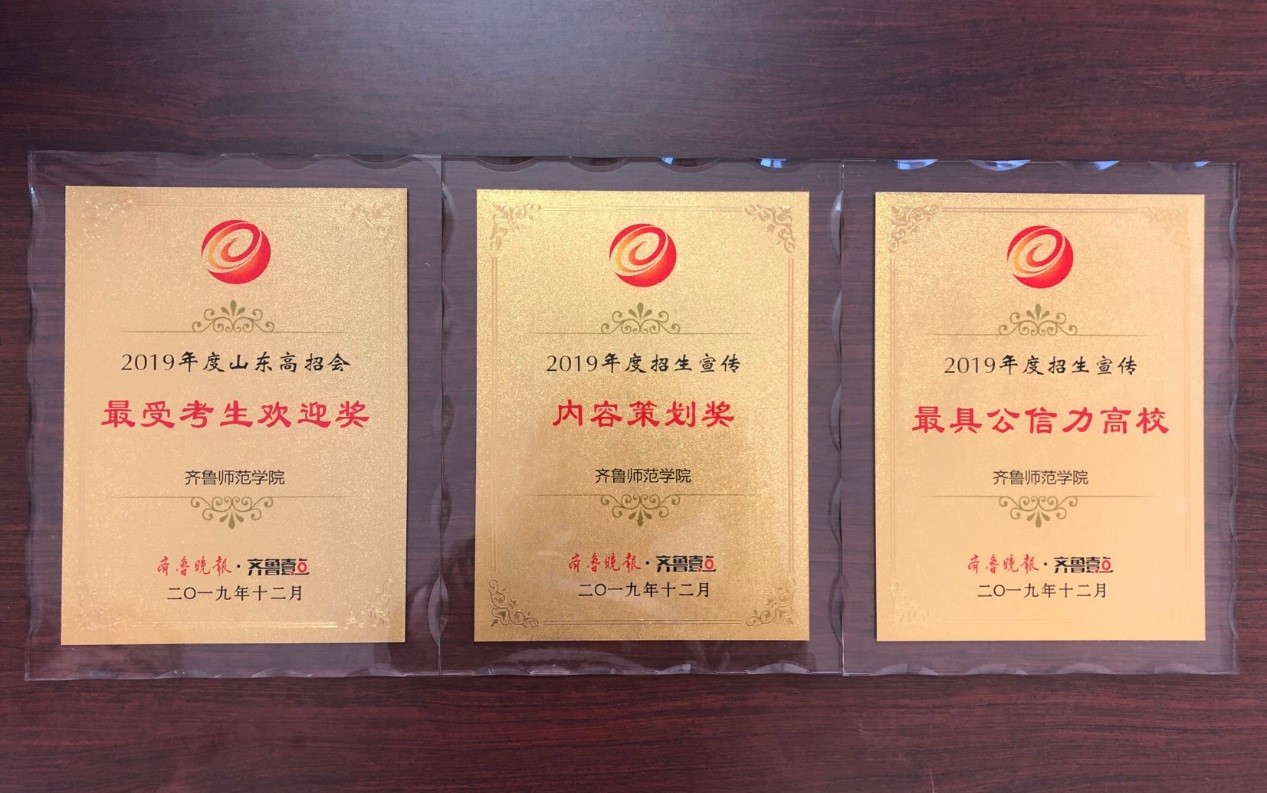 2019年度山东高招会
最受考生欢迎奖
齐鲁师范学院
齐鲁晚报·齐鲁壹点
二〇一九年十二月
2019年度招生宣传
内容策划奖
齐鲁师范学院
齐鲁晚报·齐鲁壹点
二〇一九年十二月
2019年度招生宣传
最具公信力高校
齐鲁师范学院
齐鲁晚报·齐鲁壹点
二〇一九年十二月